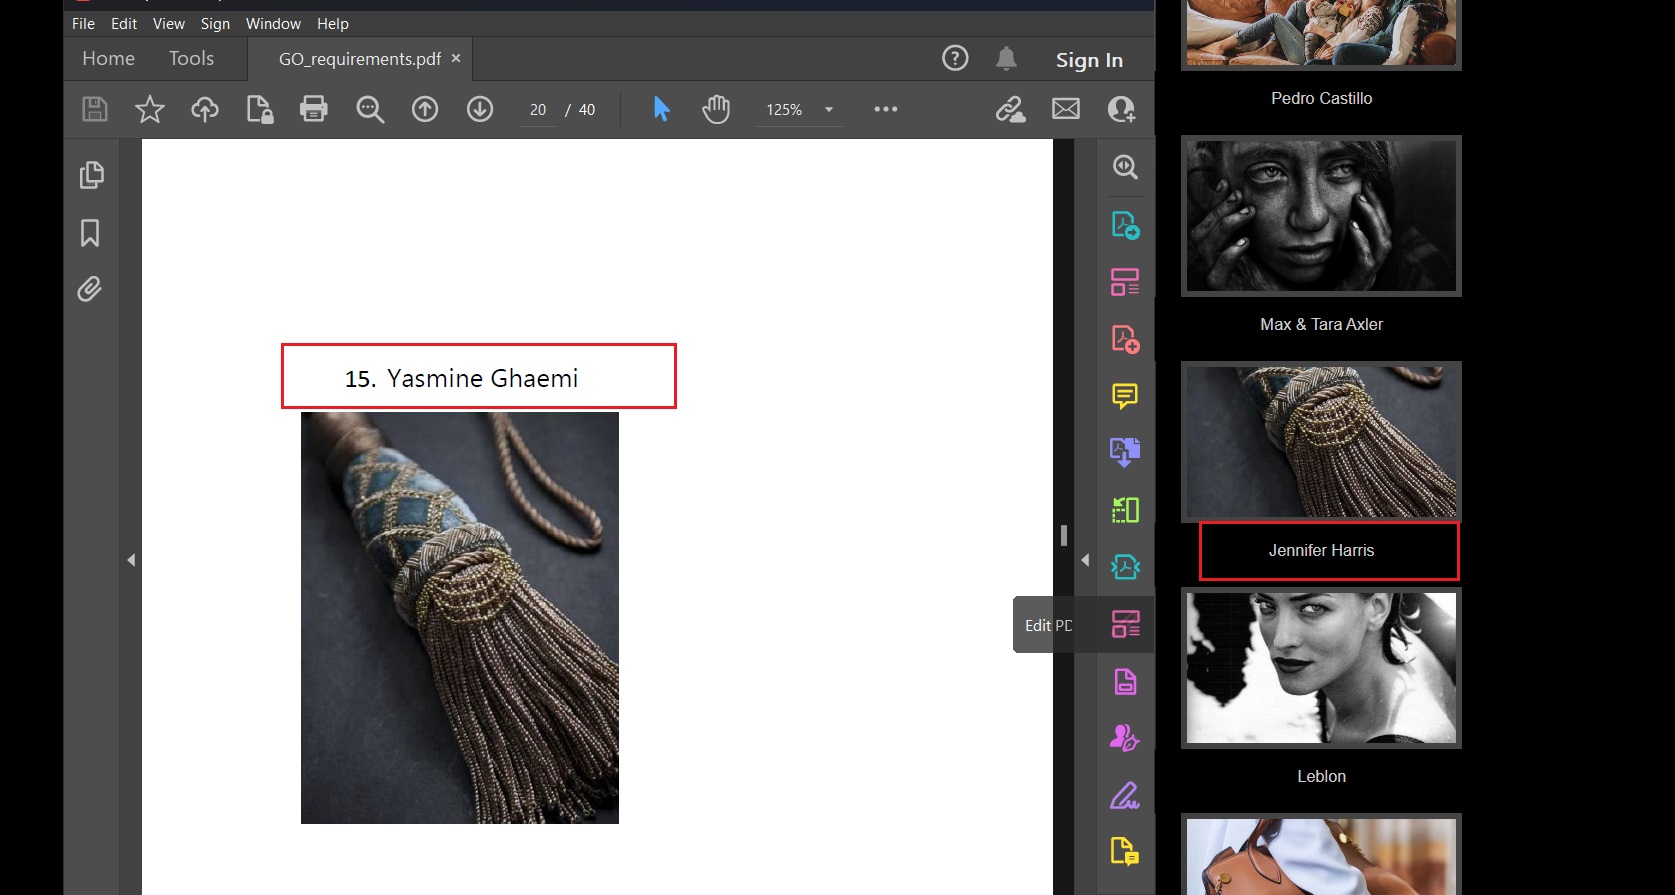 File Edit View Sign Window Help
Home Tools GO_requirements.pdf × Sign In
20 / 40 125%
15. Yasmine Ghaemi
Edit PD
Pedro Castillo
Max & Tara Axler
Jennifer Harris
Leblon